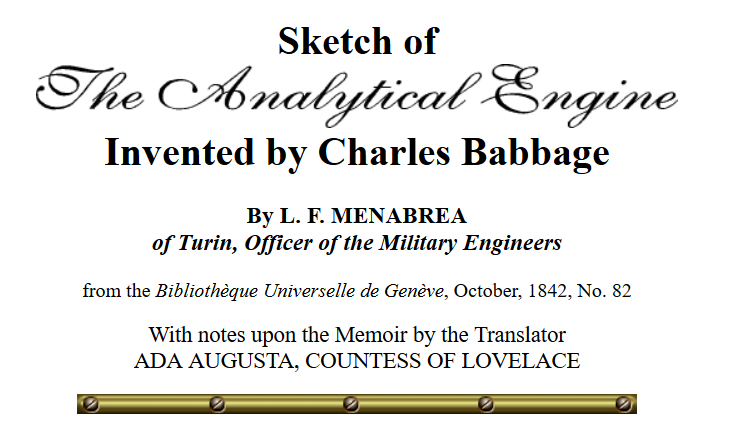 Sketch of
The Analytical Engine
Invented by Charles Babbage
By L. F. MENABREA
of Turin, Officer of the Military Engineers
from the Bibliothèque Universelle de Genève, October, 1842, No. 82
With notes upon the Memoir by the Translator
ADA AUGUSTA, COUNTESS OF LOVELACE